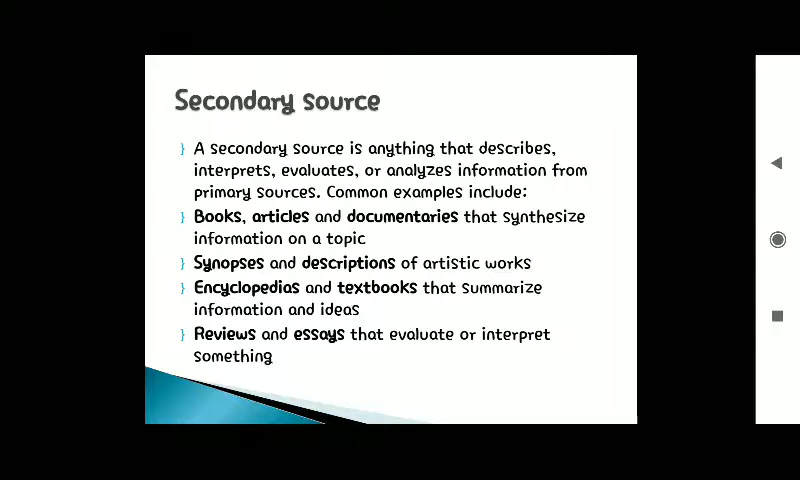 Secondary source
} A secondary source is anything that describes,
interprets, evaluates, or analyzes information from
primary sources. Common examples include:
} Books, articles and documentaries that synthesize
information on a topic
} Synopses and descriptions of artistic works
} Encyclopedias and textbooks that summarize
information and ideas
} Reviews and essays that evaluate or interpret
something